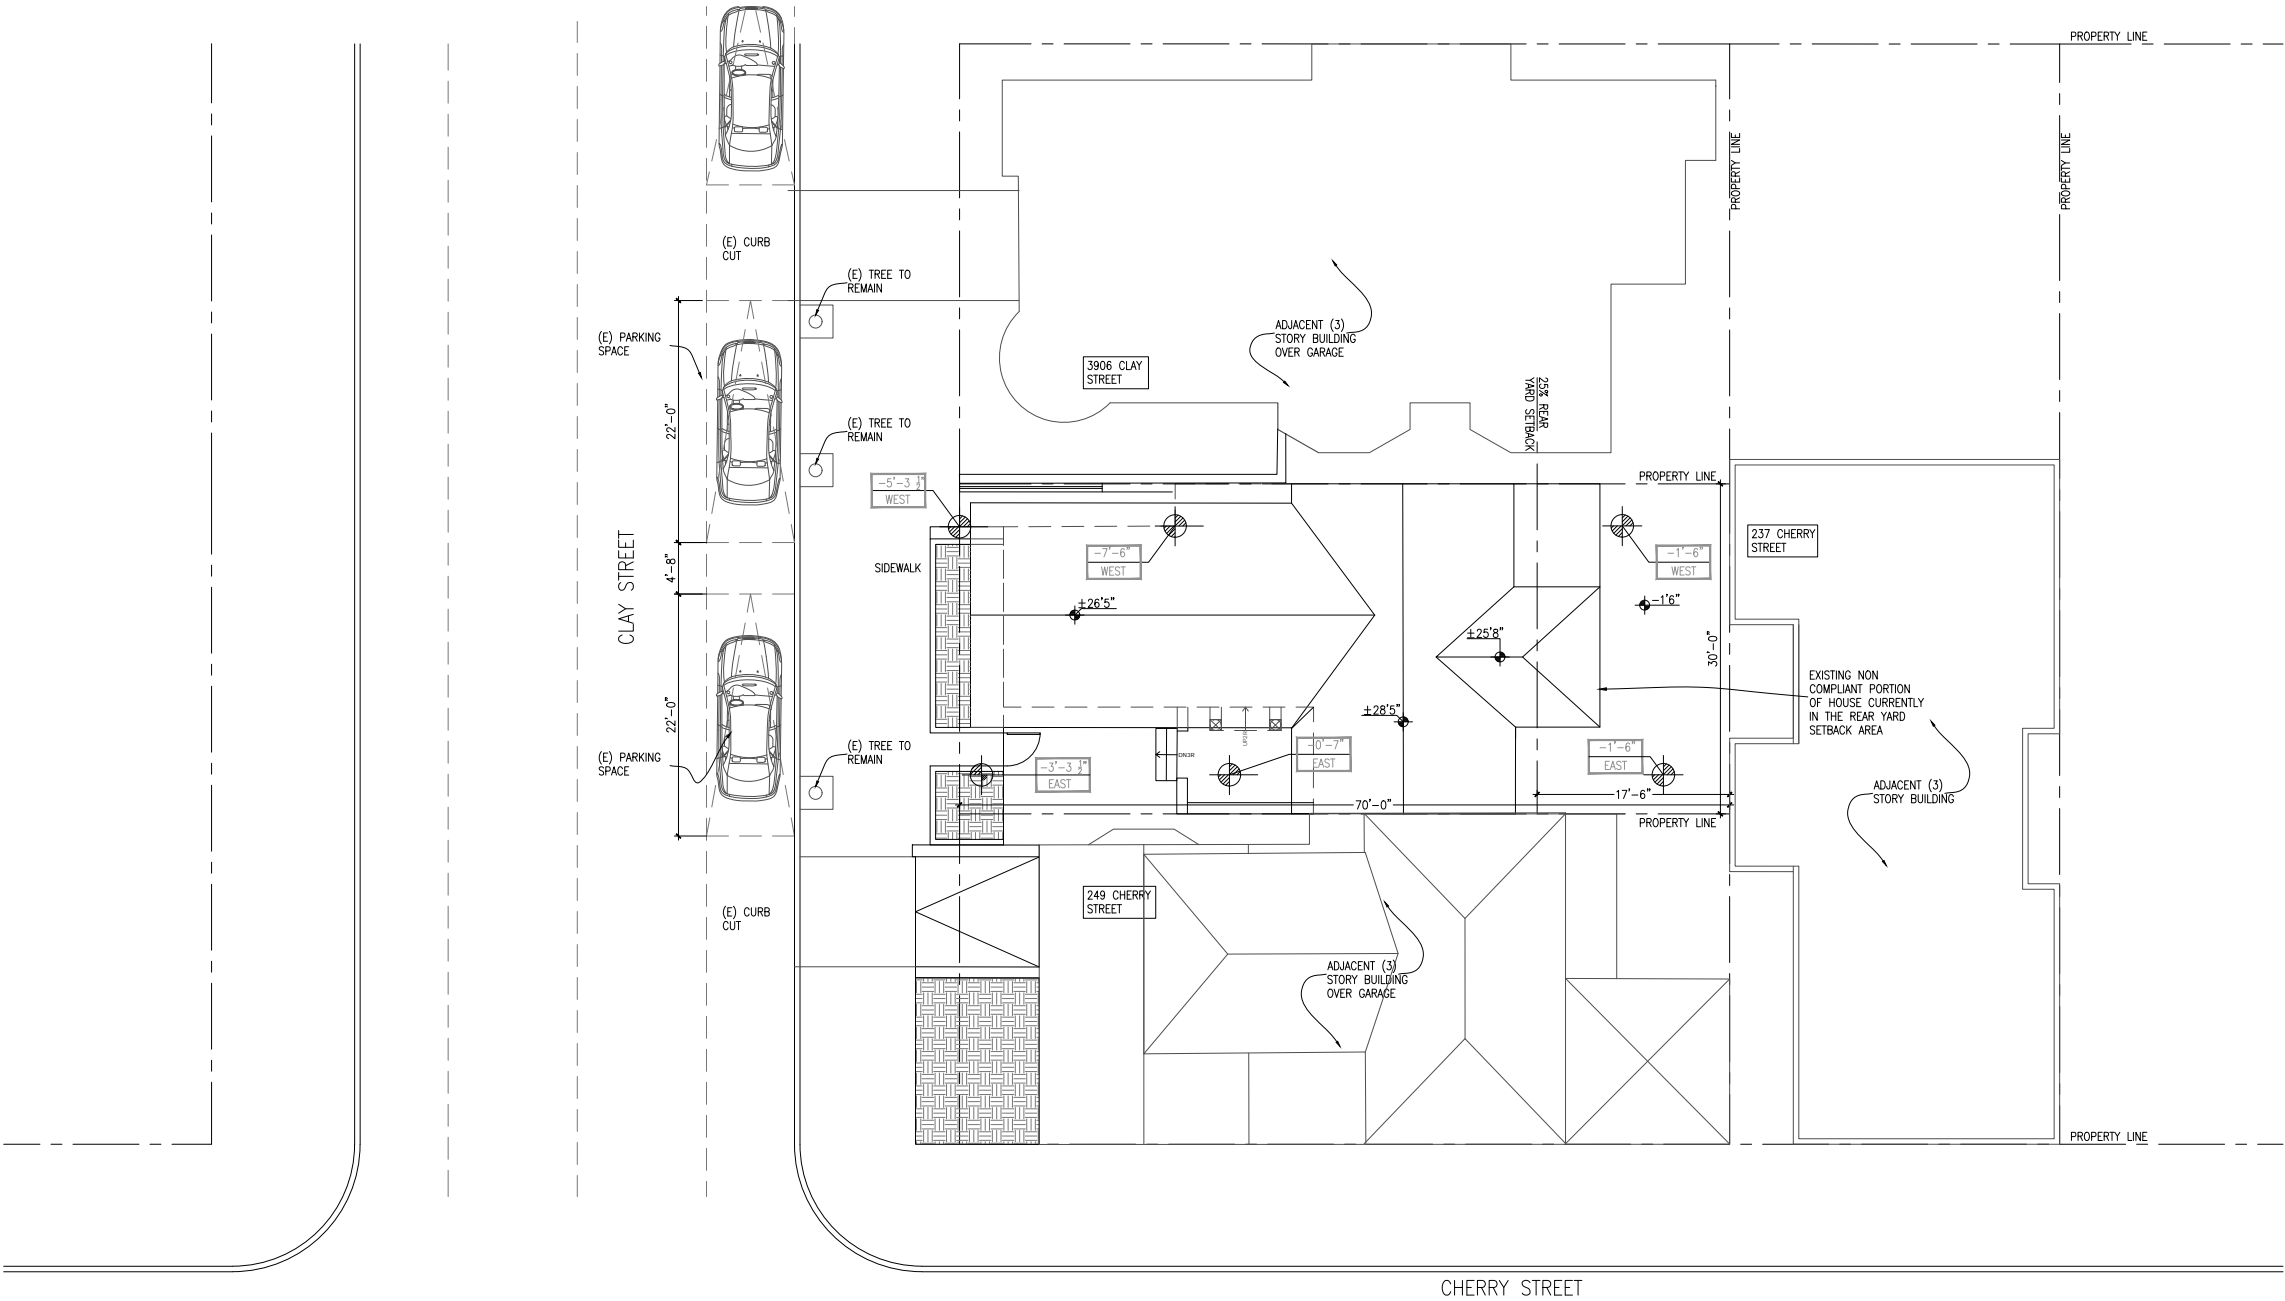 PROPERTY LINE
PROPERTY LINE
PROPERTY LINE
(E) CURB
CUT
(E) TREE TO
REMAIN
(E) PARKING
SPACE
ADJACENT (3)
STORY BUILDING
OVER GARAGE
3906 CLAY
STREET
25% REAR
YARD SETBACK
22'-0"
(E) TREE TO
REMAIN
PROPERTY LINE
-5'-3 1/2"
WEST
-7'-6"
WEST
-1'-6"
WEST
237 CHERRY
STREET
SIDEWALK
4'-8"
CLAY STREET
±26'5"
-1'6"
±25'8"
30'-0"
EXISTING NON
COMPLIANT PORTION
OF HOUSE CURRENTLY
IN THE REAR YARD
SETBACK AREA
22'-0"
±28'5"
(E) TREE TO
REMAIN
(E) PARKING
SPACE
UP2R
DN3R
-0'-7"
EAST
-1'-6"
EAST
-3'-3 1/2"
EAST
17'-6"
70'-0"
ADJACENT (3)
STORY BUILDING
PROPERTY LINE
249 CHERRY
STREET
(E) CURB
CUT
ADJACENT (3)
STORY BUILDING
OVER GARAGE
PROPERTY LINE
CHERRY STREET